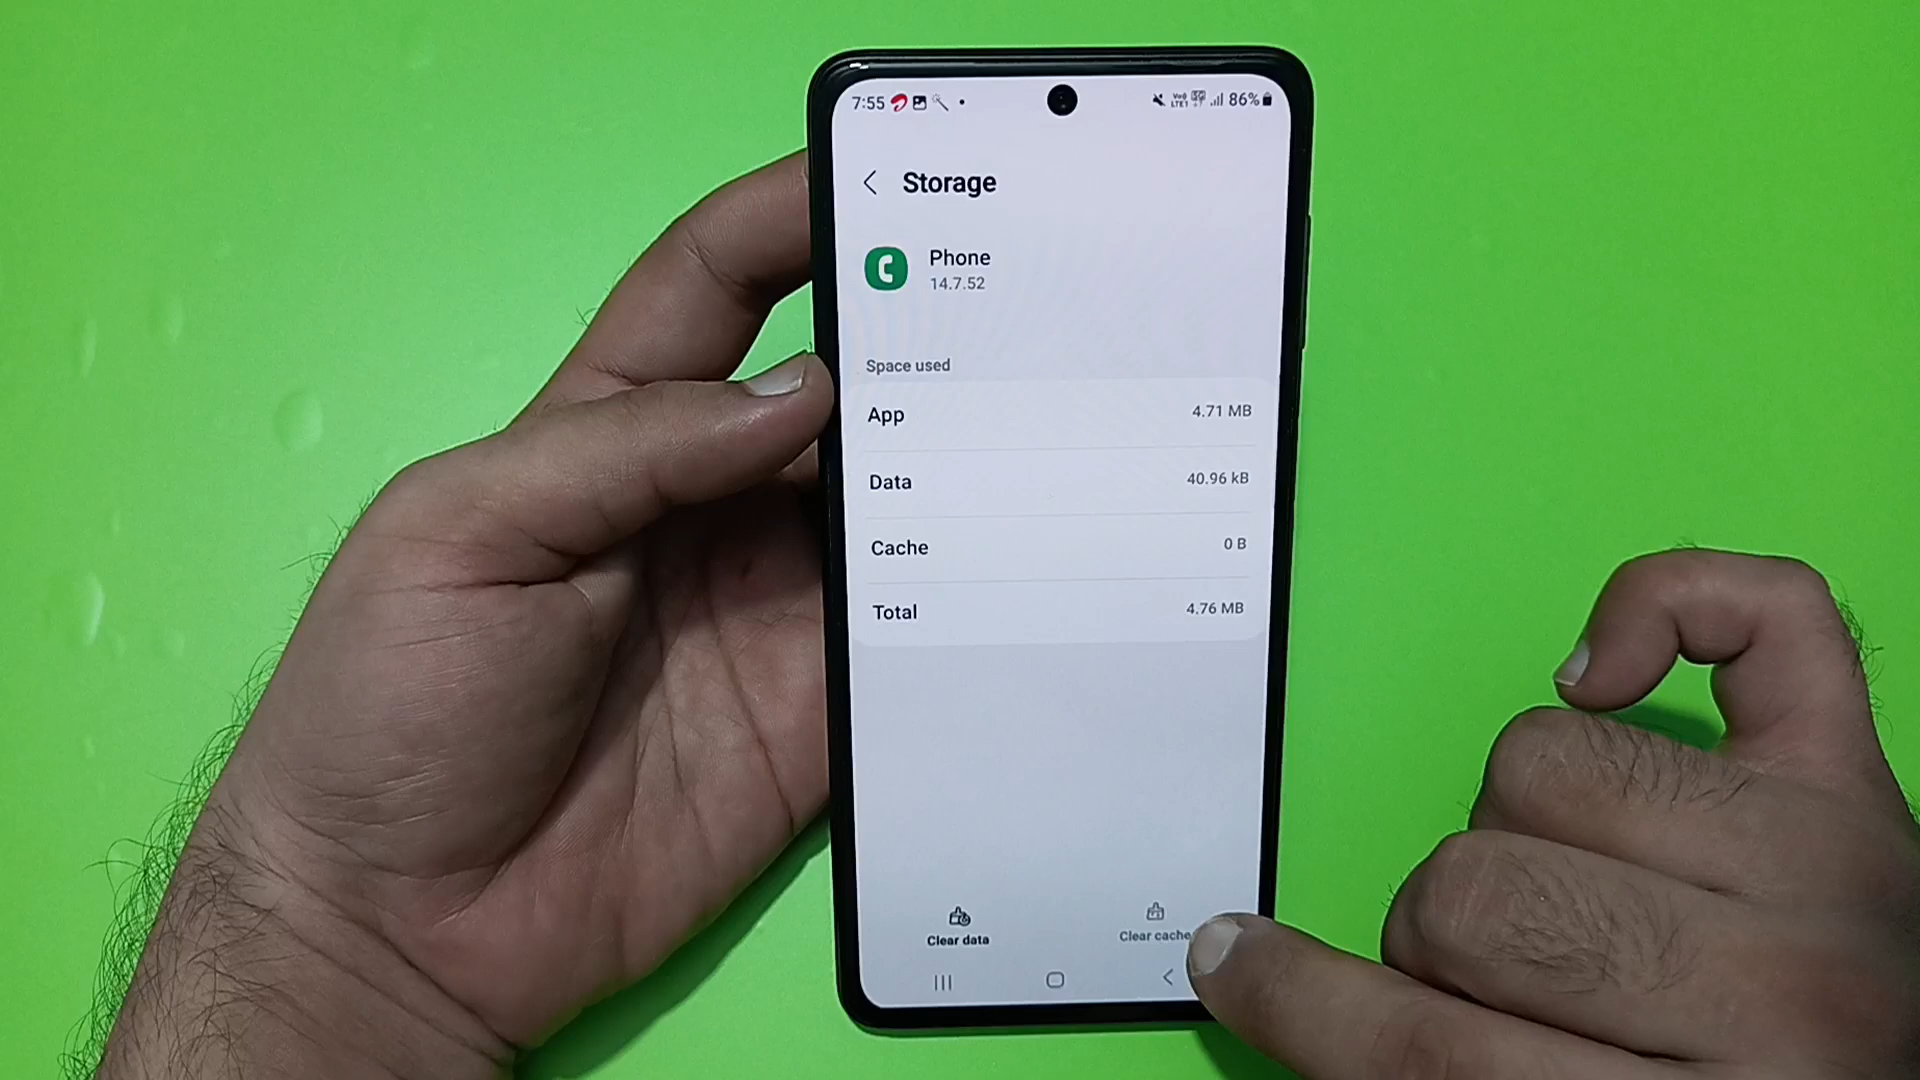 7:55 86%
Storage
Phone
14.7.52
Space used
App 4.71 MB
Data 40.96 kB
Cache 0 B
Total 4.76 MB
Clear data Clear cache